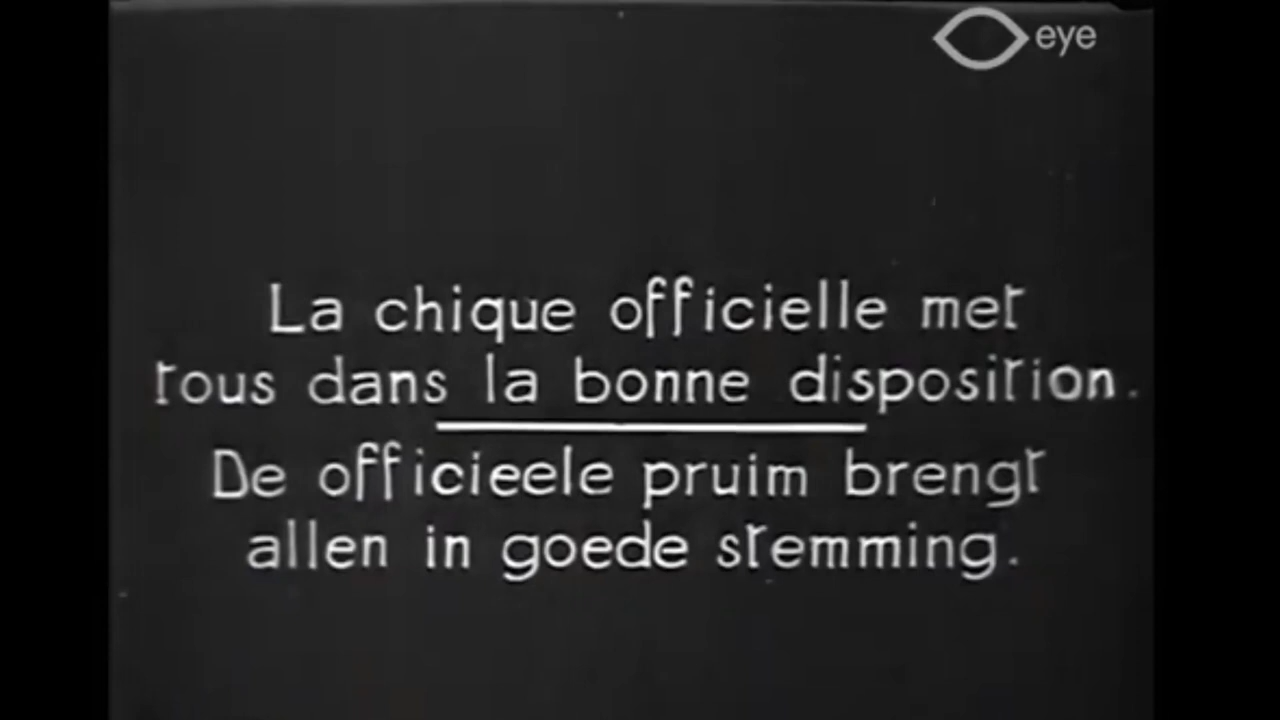 eye
La chique officielle met
tous dans la bonne disposition.
De officieele pruim brengt
allen in goede stemming.